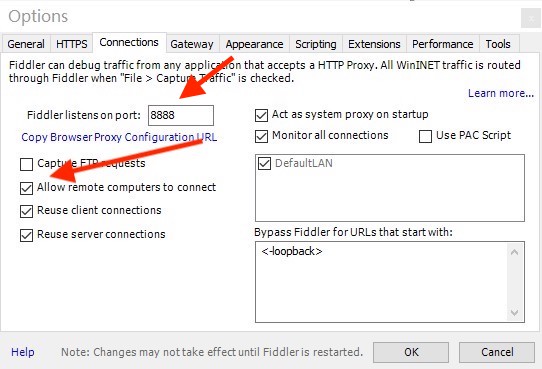 Options
General HTTPS Connections Gateway Appearance Scripting Extensions Performance Tools
Fiddler can debug traffic from any application that accepts a HTTP Proxy. All WinINET traffic is routed
through Fiddler when "File > Capture Traffic" is checked.
Learn more...
Fiddler listens on port: 8888
Copy Browser Proxy Configuration URL
Capture FTP requests
Allow remote computers to connect
Reuse client connections
Reuse server connections
Act as system proxy on startup
Monitor all connections Use PAC Script
DefaultLAN
Bypass Fiddler for URLs that start with:
<-loopback>
Help Note: Changes may not take effect until Fiddler is restarted. OK Cancel